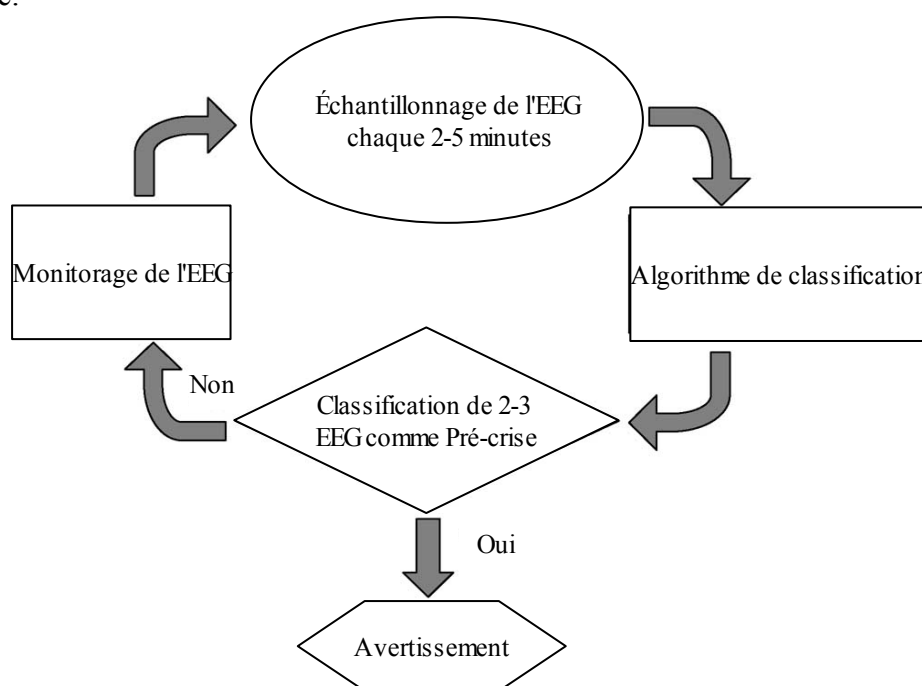 Échantillonnage de l'EEG
chaque 2-5 minutes
Monitorage de l'EEG
Algorithme de classification
Non
Classification de 2-3
EEG comme Pré-crise
Oui
Avertissement